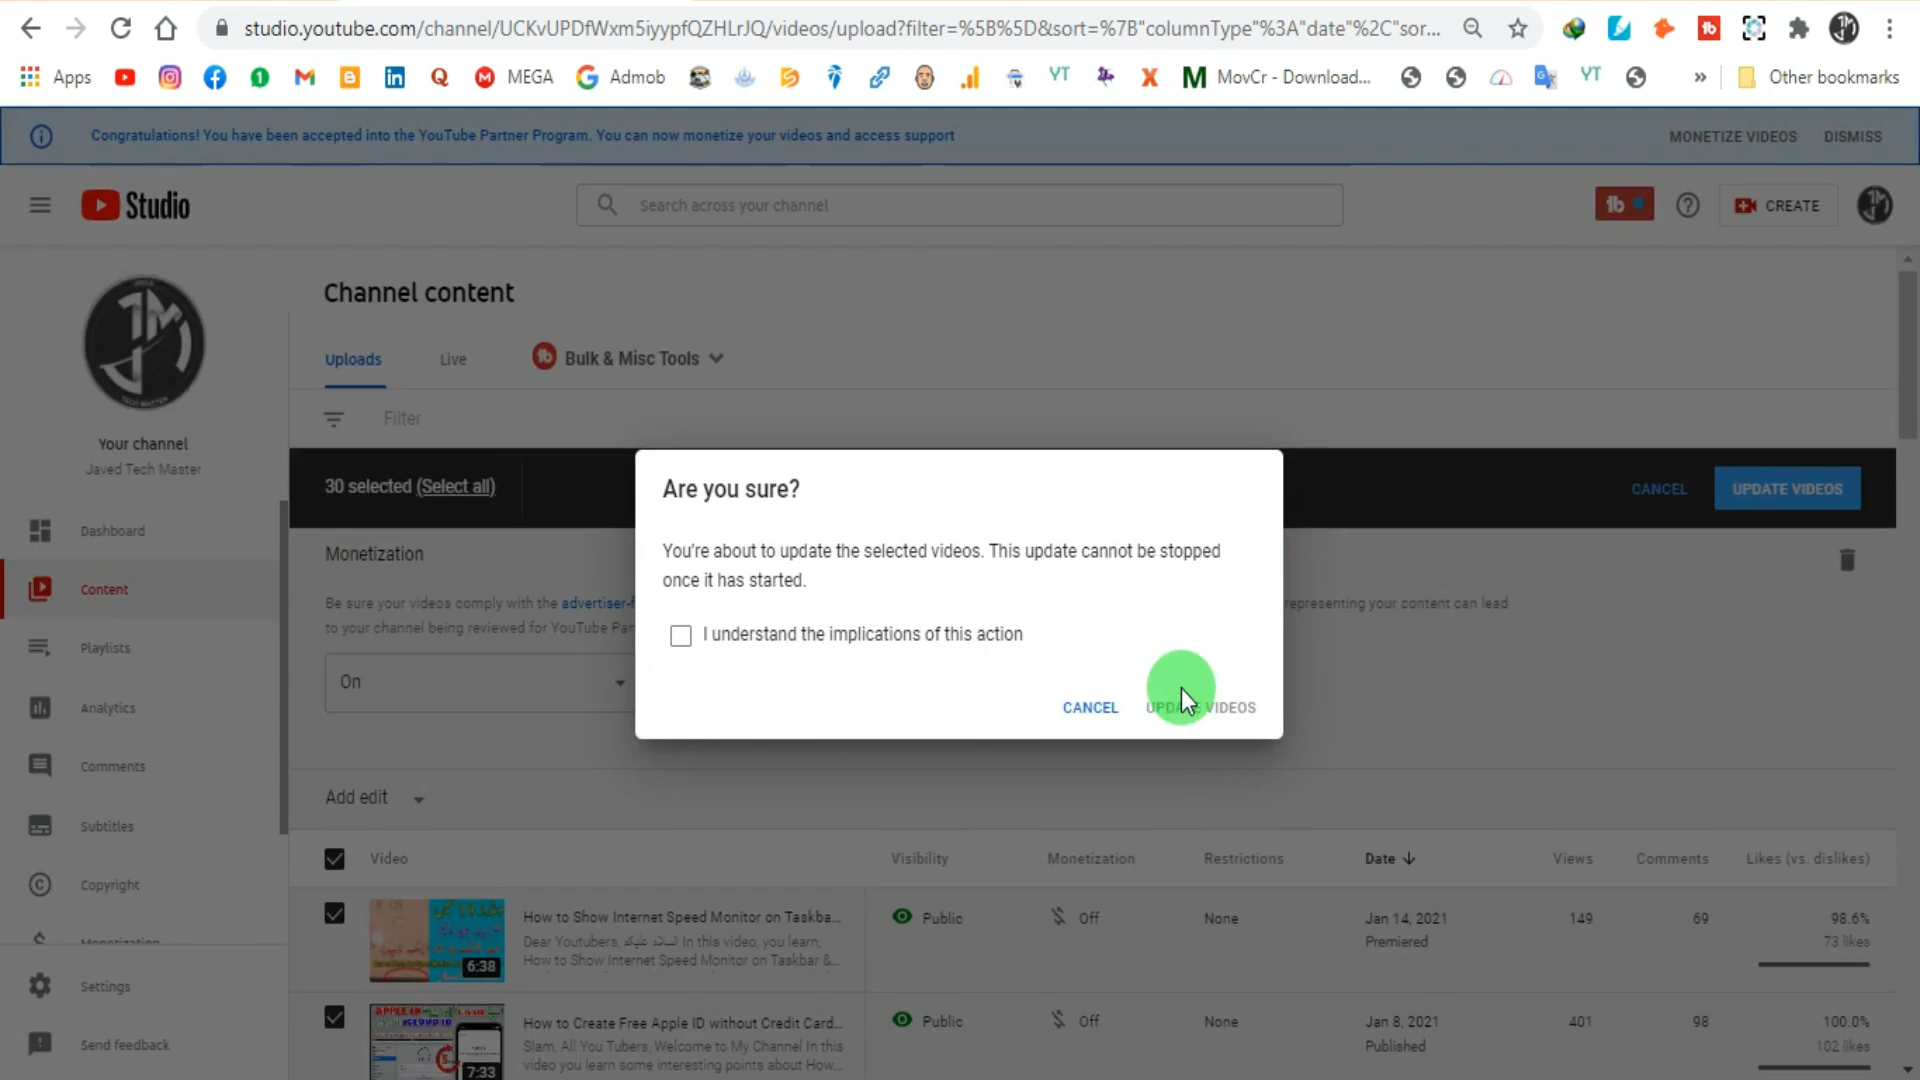 studio.youtube.com/channel/UCKvUPDfWxm5iyypfQZHLrJQ/videos/upload?filter=%5B%5D&sort=%7B"columnType"%3A"date"%2C"sor...
Apps
MEGA
Admob
YT
MovCr - Download...
YT
Other bookmarks
Congratulations! You have been accepted into the YouTube Partner Program. You can now monetize your videos and access support
MONETIZE VIDEOS
DISMISS
Studio
Search across your channel
CREATE
Channel content
Uploads
Live
Bulk & Misc Tools
Filter
Your channel
Javed Tech Master
30 selected (Select all)
CANCEL
UPDATE VIDEOS
Are you sure?
You're about to update the selected videos. This update cannot be stopped
once it has started.
I understand the implications of this action
CANCEL
UPDATE VIDEOS
Dashboard
Content
Playlists
Analytics
Comments
Subtitles
Copyright
Monetization
Settings
Send feedback
Monetization
Be sure your videos comply with the advertiser-f
representing your content can lead
to your channel being reviewed for YouTube Par
On
Add edit
Video
Visibility
Monetization
Restrictions
Date
Views
Comments
Likes (vs. dislikes)
6:38
How to Show Internet Speed Monitor on Taskba...
Dear Youtubers, السلام علیکم In this video, you learn,
How to Show Internet Speed Monitor on Taskbar &...
Public
Off
None
Jan 14, 2021
Premiered
149
69
98.6%
73 likes
7:33
How to Create Free Apple ID without Credit Card...
Slam, All You Tubers, Welcome to My Channel In this
video you learn some interesting points about How...
Public
Off
None
Jan 8, 2021
Published
401
98
100.0%
102 likes